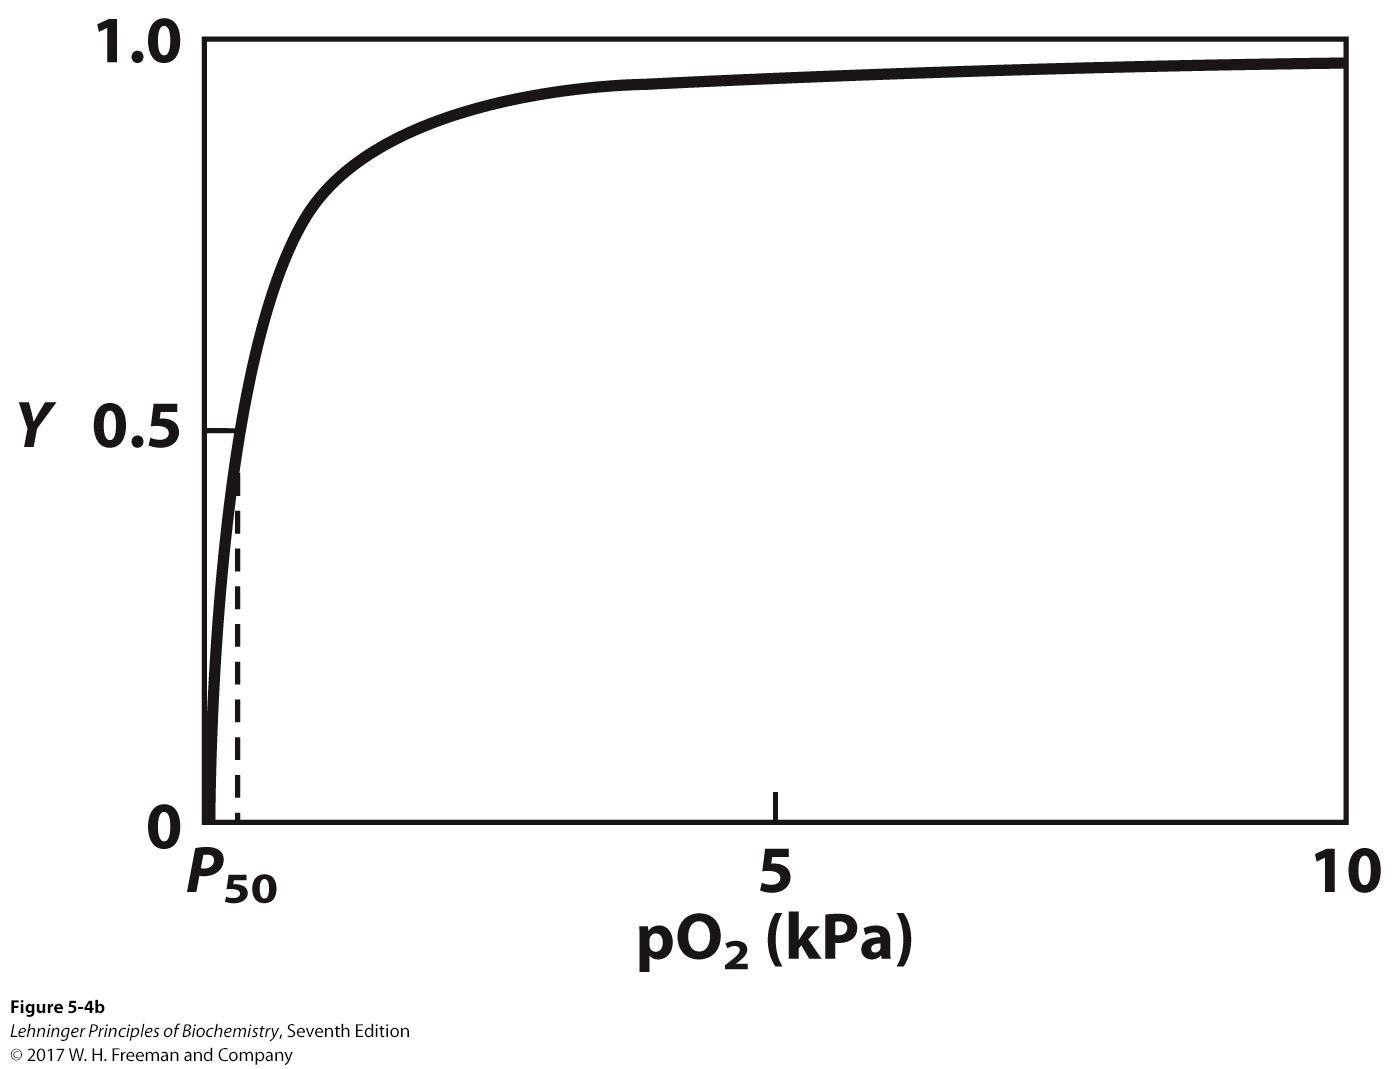 1.0
Y 0.5
0
P50 5 10
pO2 (kPa)
Figure 5-4b
Lehninger Principles of Biochemistry, Seventh Edition
© 2017 W. H. Freeman and Company